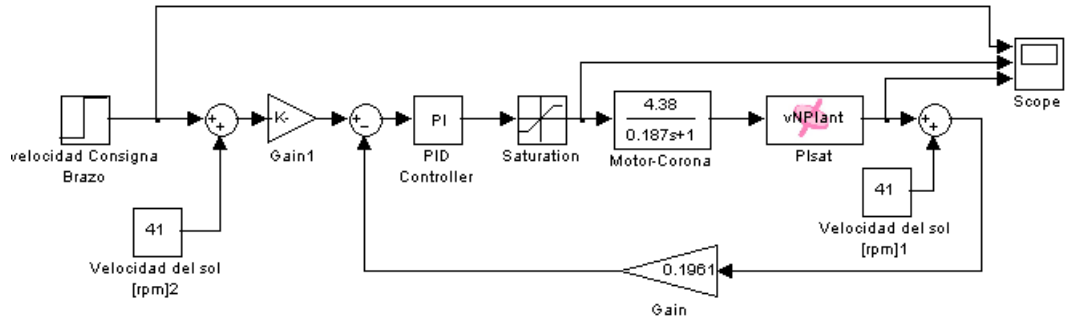 Scope
+
+
K-
Gain1
+
−
PI
PID
Controller
Saturation
4.38
0.187s+1
Motor-Corona
Plsat
+
+
velocidad Consigna
Brazo
41
Velocidad del sol
[rpm]2
41
Velocidad del sol
[rpm]1
0.1961
Gain